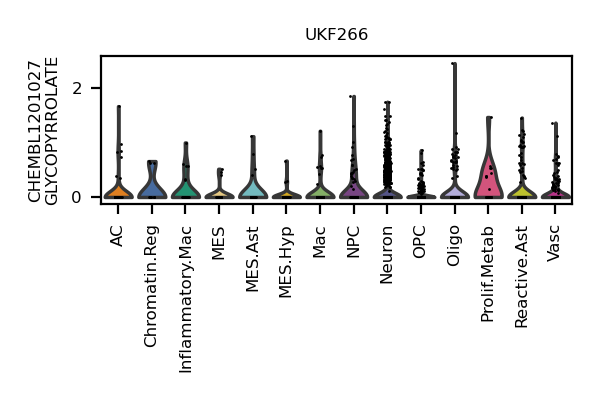 UKF266
CHEMBL1201027
GLYCOPYRROLATE
2
0
AC
Chromatin.Reg
Inflammatory.Mac
MES
MES.Ast
MES.Hyp
Mac
NPC
Neuron
OPC
Oligo
Prolif.Metab
Reactive.Ast
Vasc